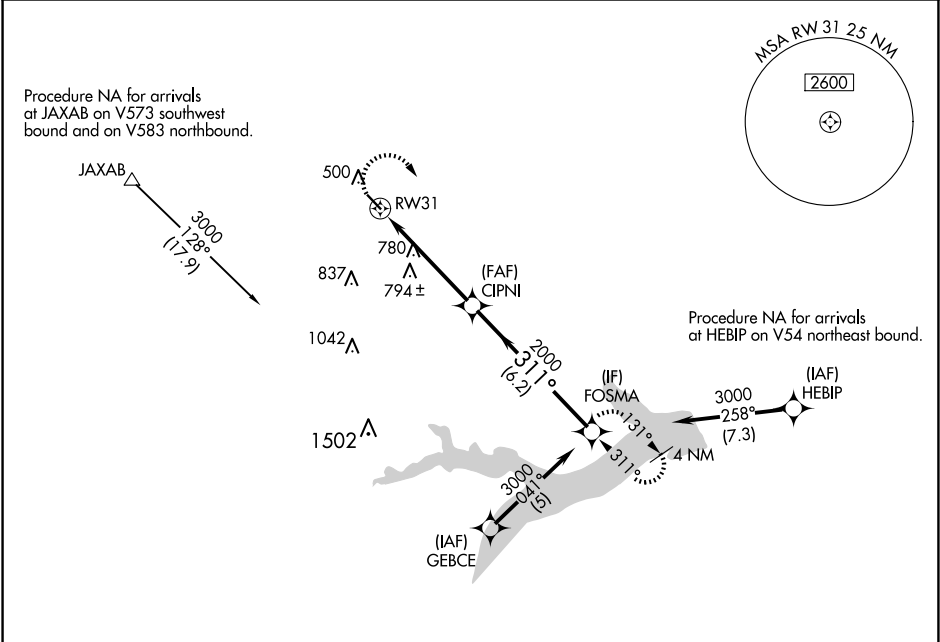 MSA RW 31 25 NM
2600
Procedure NA for arrivals
at JAXAB on V573 southwest
bound and on V583 northbound.
JAXAB
3000
128°
(17.9)
500
RW31
780
794±
837
(FAF)
CIPNI
1042
2000
311°
(6.2)
Procedure NA for arrivals
at HEBIP on V54 northeast bound.
(IF)
FOSMA
(IAF)
HEBIP
3000
258°
(7.3)
131°
311°
4 NM
1502
3000
041°
(5)
(IAF)
GEBCE